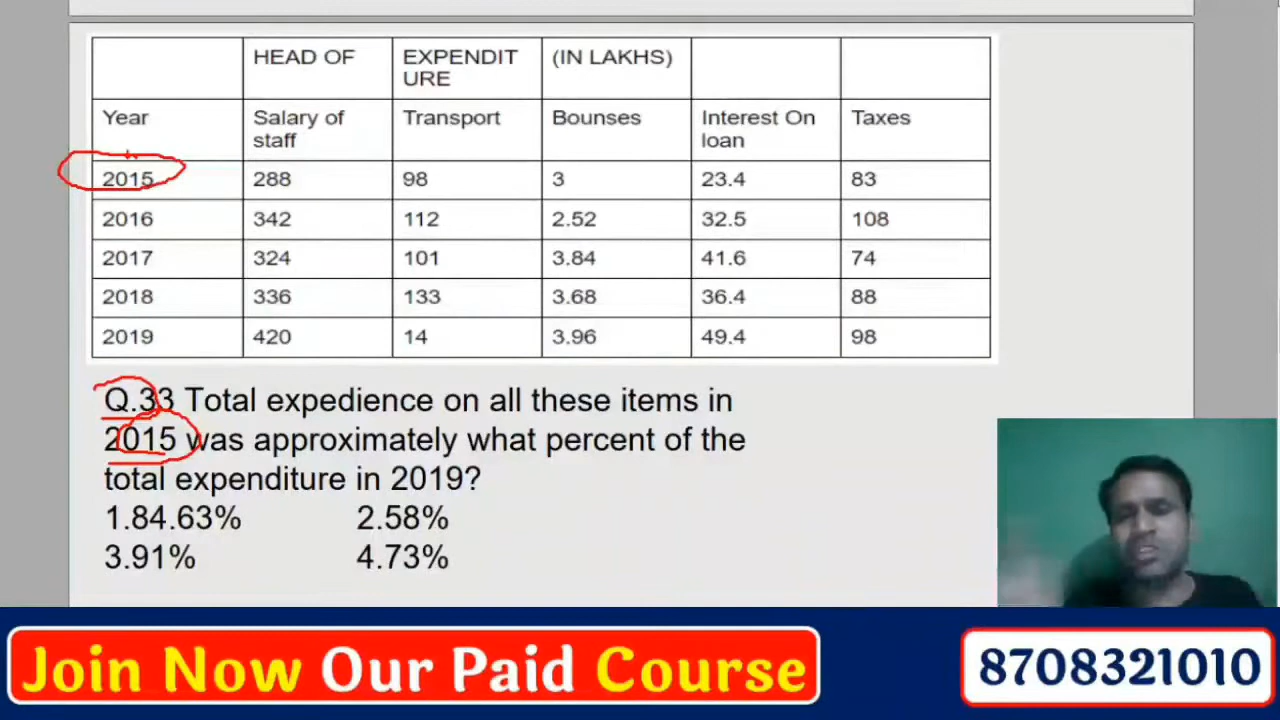 HEAD OF EXPENDIT (IN LAKHS)
URE
Year Salary of Transport Bounses Interest On Taxes
staff loan
2015 288 98 3 23.4 83
2016 342 112 2.52 32.5 108
2017 324 101 3.84 41.6 74
2018 336 133 3.68 36.4 88
2019 420 14 3.96 49.4 98
Q.33 Total expedience on all these items in
2015 was approximately what percent of the
total expenditure in 2019?
1.84.63% 2.58%
3.91% 4.73%
Join Now Our Paid Course 8708321010